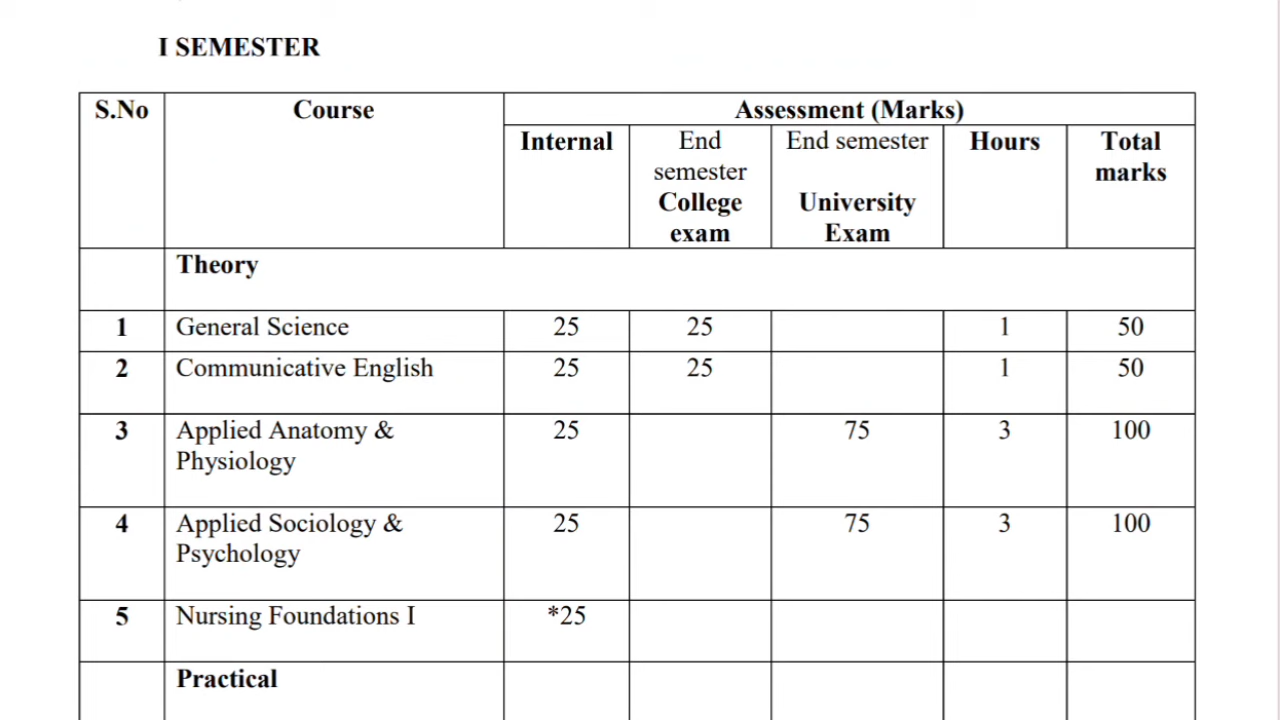 I SEMESTER
S.No Course Assessment (Marks)
Internal End semester College exam End semester University Exam Hours Total marks
Theory
1 General Science 25 25 1 50
2 Communicative English 25 25 1 50
3 Applied Anatomy & Physiology 25 75 3 100
4 Applied Sociology & Psychology 25 75 3 100
5 Nursing Foundations I *25
Practical